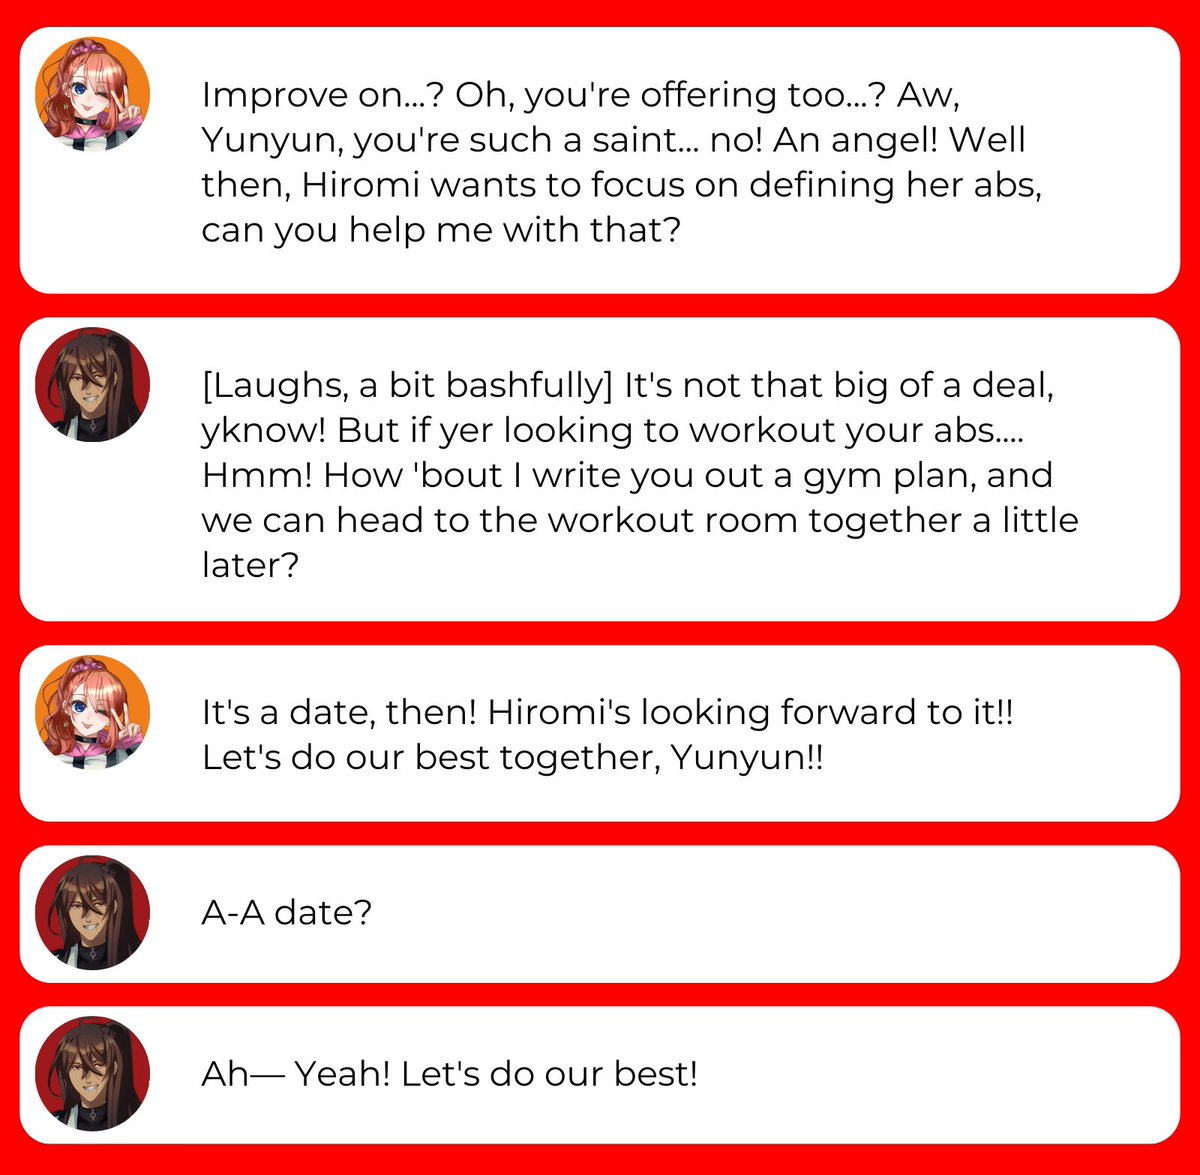 Improve on...? Oh, you're offering too...? Aw,
Yunyun, you're such a saint... no! An angel! Well
then, Hiromi wants to focus on defining her abs,
can you help me with that?
[Laughs, a bit bashfully] It's not that big of a deal,
yknow! But if yer looking to workout your abs....
Hmm! How 'bout I write you out a gym plan, and
we can head to the workout room together a little
later?
It's a date, then! Hiromi's looking forward to it!!
Let's do our best together, Yunyun!!
A-A date?
Ah— Yeah! Let's do our best!